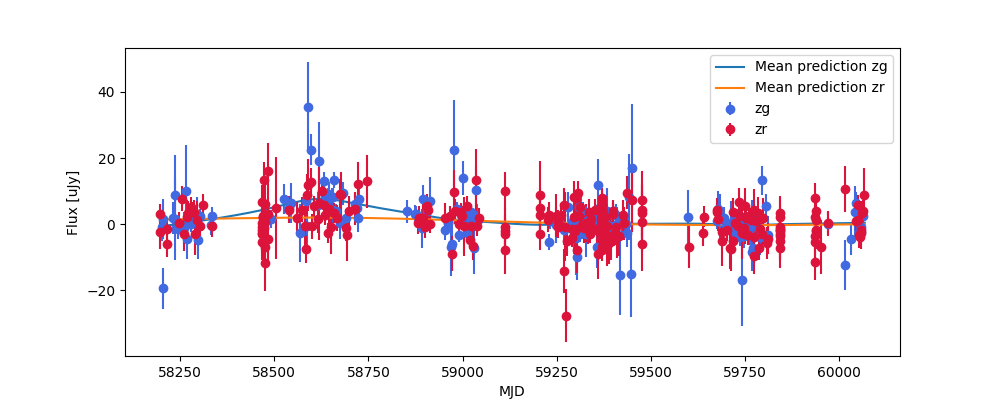 Mean prediction zg
Mean prediction zr
zg
zr
Flux [uJy]
40
20
0
−20
58250
58500
58750
59000
59250
59500
59750
60000
MJD